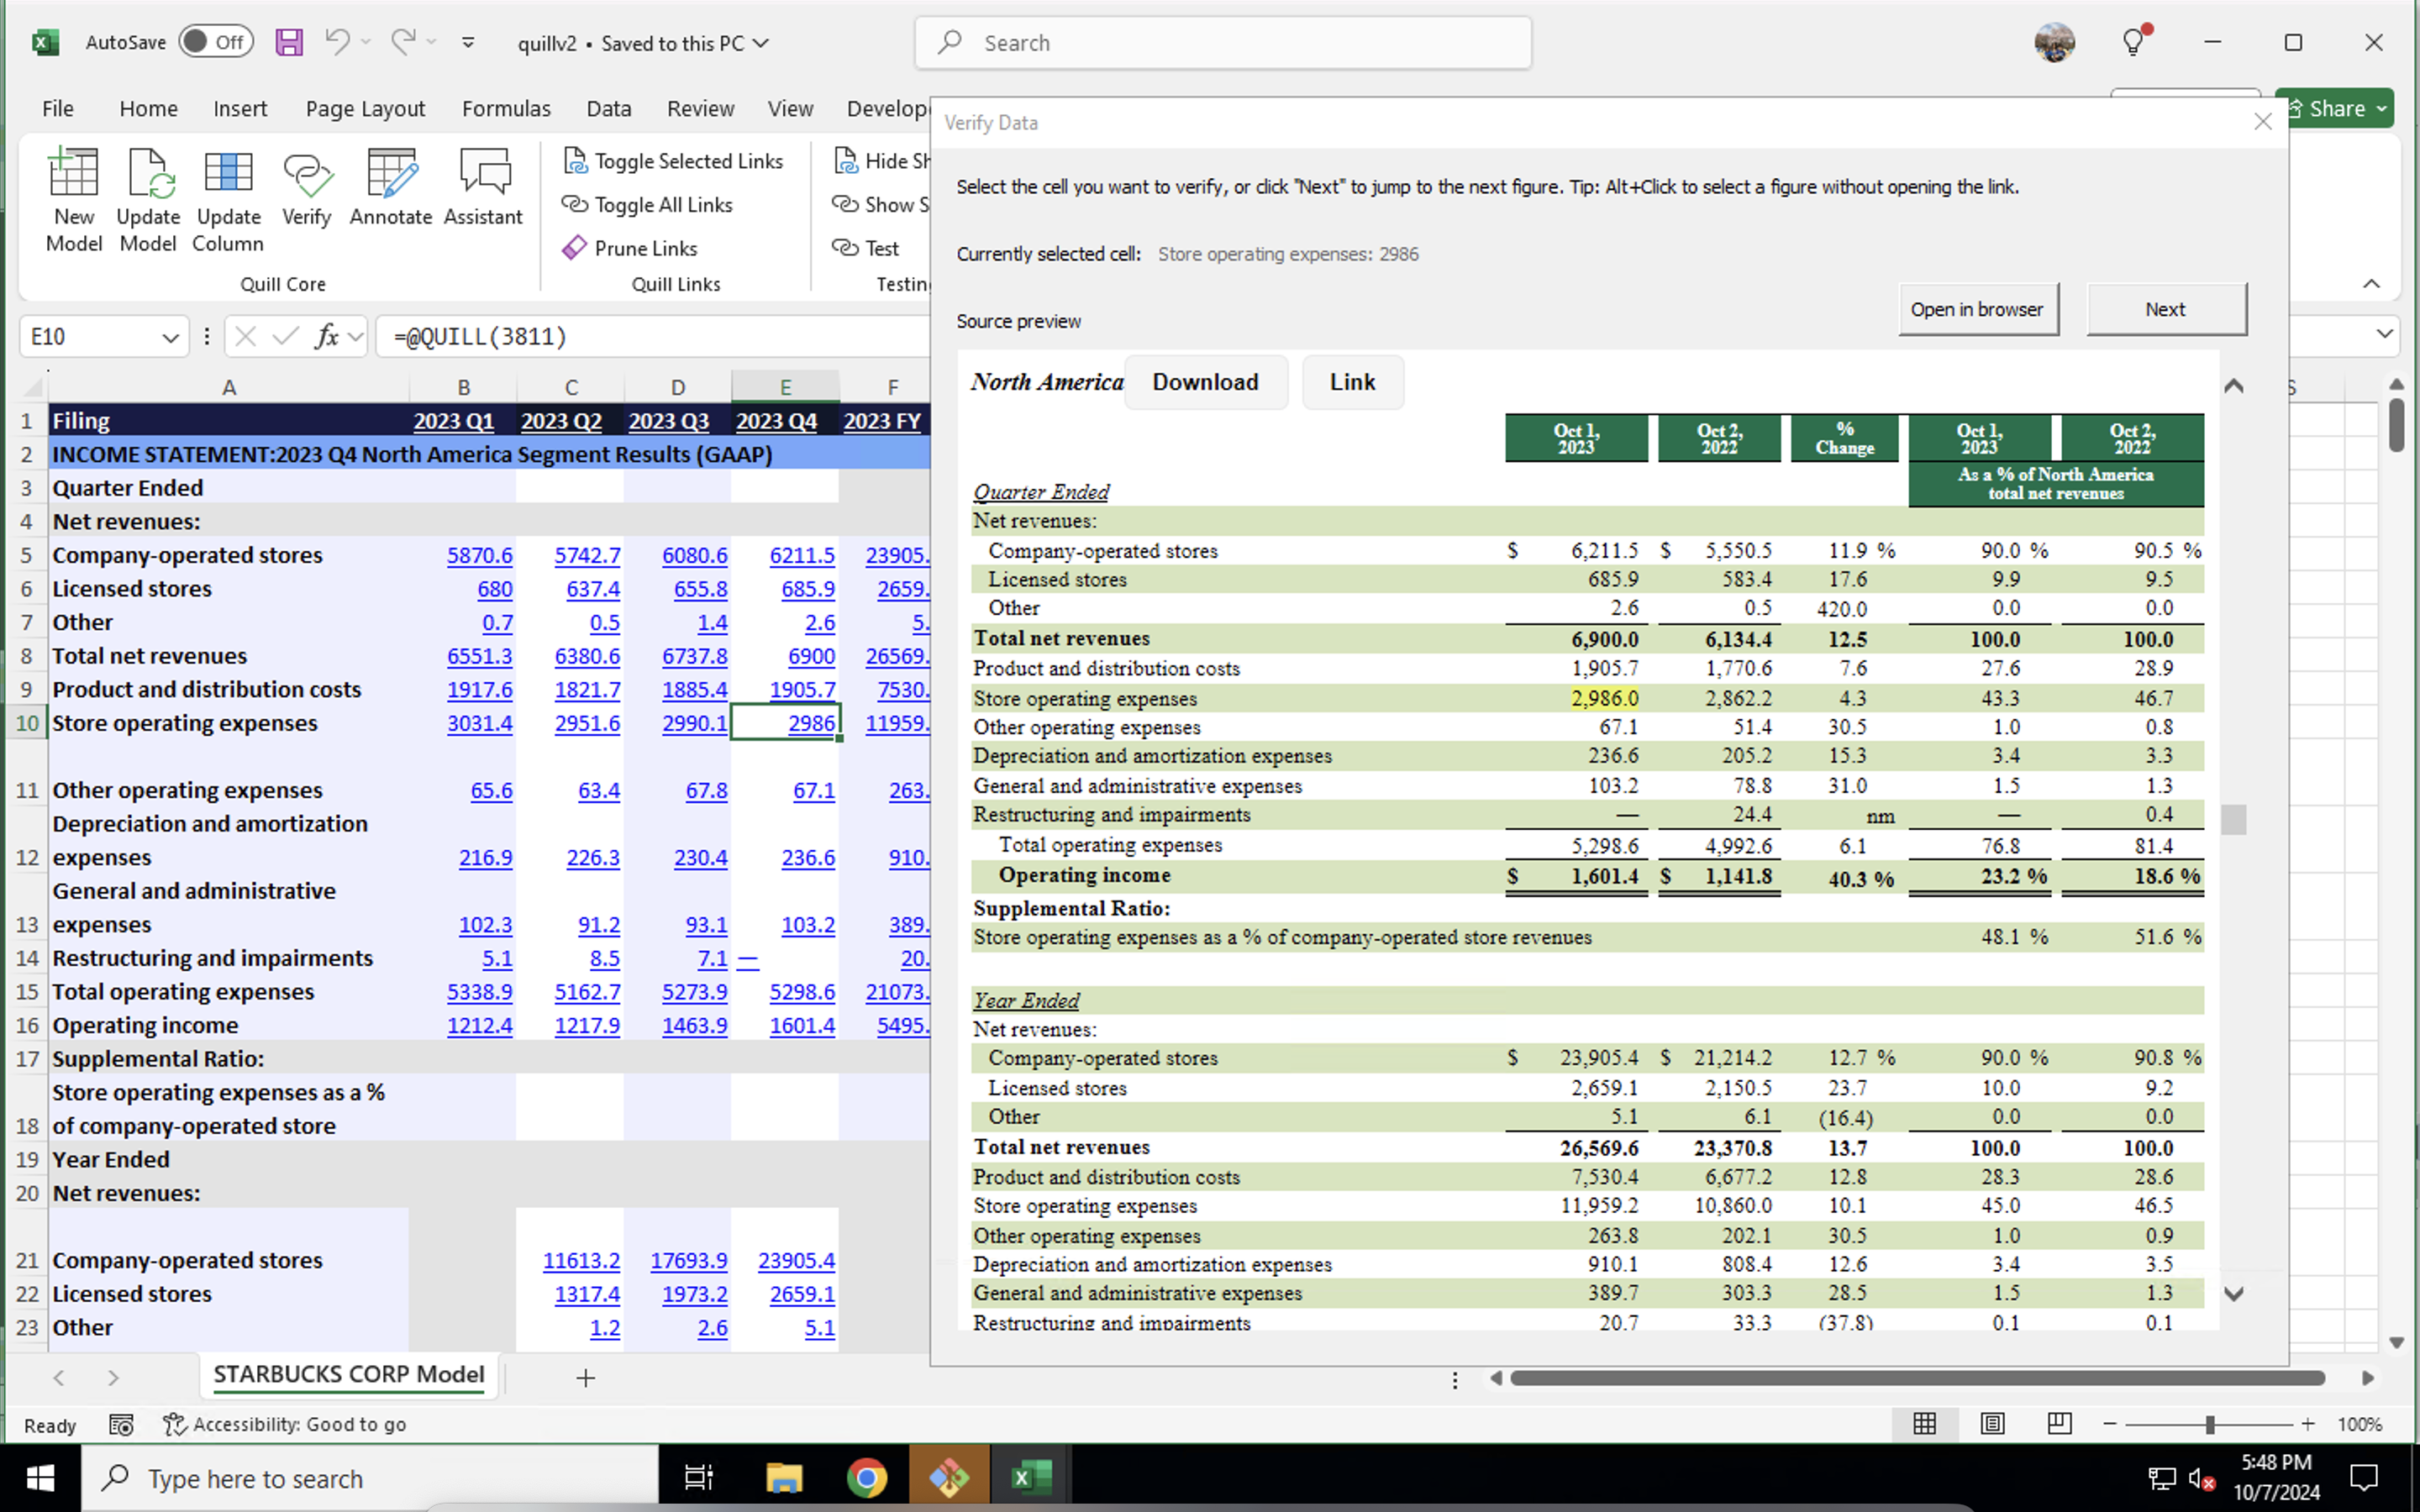 AutoSave Off quillv2 • Saved to this PC Search
File Home Insert Page Layout Formulas Data Review View Develop Share
New Model
Update Model
Update Column
Verify
Annotate
Assistant
Quill Core
Toggle Selected Links
Toggle All Links
Prune Links
Quill Links
Hide Sh
Show S
Test
Testin
E10 fx =@QUILL(3811)
A B C D E F S
1 Filing 2023 Q1 2023 Q2 2023 Q3 2023 Q4 2023 FY
2 INCOME STATEMENT:2023 Q4 North America Segment Results (GAAP)
3 Quarter Ended
4 Net revenues:
5 Company-operated stores 5870.6 5742.7 6080.6 6211.5 23905.
6 Licensed stores 680 637.4 655.8 685.9 2659.
7 Other 0.7 0.5 1.4 2.6 5.
8 Total net revenues 6551.3 6380.6 6737.8 6900 26569.
9 Product and distribution costs 1917.6 1821.7 1885.4 1905.7 7530.
10 Store operating expenses 3031.4 2951.6 2990.1 2986 11959.
11 Other operating expenses 65.6 63.4 67.8 67.1 263.
Depreciation and amortization
12 expenses 216.9 226.3 230.4 236.6 910.
General and administrative
13 expenses 102.3 91.2 93.1 103.2 389.
14 Restructuring and impairments 5.1 8.5 7.1 — 20.
15 Total operating expenses 5338.9 5162.7 5273.9 5298.6 21073.
16 Operating income 1212.4 1217.9 1463.9 1601.4 5495.
17 Supplemental Ratio:
Store operating expenses as a %
18 of company-operated store
19 Year Ended
20 Net revenues:
21 Company-operated stores 11613.2 17693.9 23905.4
22 Licensed stores 1317.4 1973.2 2659.1
23 Other 1.2 2.6 5.1
STARBUCKS CORP Model
Ready Accessibility: Good to go 100%
Verify Data
Select the cell you want to verify, or click "Next" to jump to the next figure. Tip: Alt+Click to select a figure without opening the link.
Currently selected cell: Store operating expenses: 2986
Open in browser Next
Source preview
North America Download Link
Oct 1, 2023 Oct 2, 2022 % Change Oct 1, 2023 Oct 2, 2022
As a % of North America total net revenues
Quarter Ended
Net revenues:
Company-operated stores $ 6,211.5 $ 5,550.5 11.9 % 90.0 % 90.5 %
Licensed stores 685.9 583.4 17.6 9.9 9.5
Other 2.6 0.5 420.0 0.0 0.0
Total net revenues 6,900.0 6,134.4 12.5 100.0 100.0
Product and distribution costs 1,905.7 1,770.6 7.6 27.6 28.9
Store operating expenses 2,986.0 2,862.2 4.3 43.3 46.7
Other operating expenses 67.1 51.4 30.5 1.0 0.8
Depreciation and amortization expenses 236.6 205.2 15.3 3.4 3.3
General and administrative expenses 103.2 78.8 31.0 1.5 1.3
Restructuring and impairments — 24.4 nm — 0.4
Total operating expenses 5,298.6 4,992.6 6.1 76.8 81.4
Operating income $ 1,601.4 $ 1,141.8 40.3 % 23.2 % 18.6 %
Supplemental Ratio:
Store operating expenses as a % of company-operated store revenues 48.1 % 51.6 %
Year Ended
Net revenues:
Company-operated stores $ 23,905.4 $ 21,214.2 12.7 % 90.0 % 90.8 %
Licensed stores 2,659.1 2,150.5 23.7 10.0 9.2
Other 5.1 6.1 (16.4) 0.0 0.0
Total net revenues 26,569.6 23,370.8 13.7 100.0 100.0
Product and distribution costs 7,530.4 6,677.2 12.8 28.3 28.6
Store operating expenses 11,959.2 10,860.0 10.1 45.0 46.5
Other operating expenses 263.8 202.1 30.5 1.0 0.9
Depreciation and amortization expenses 910.1 808.4 12.6 3.4 3.5
General and administrative expenses 389.7 303.3 28.5 1.5 1.3
Restructuring and impairments 20.7 33.3 (37.8) 0.1 0.1
Type here to search
5:48 PM
10/7/2024